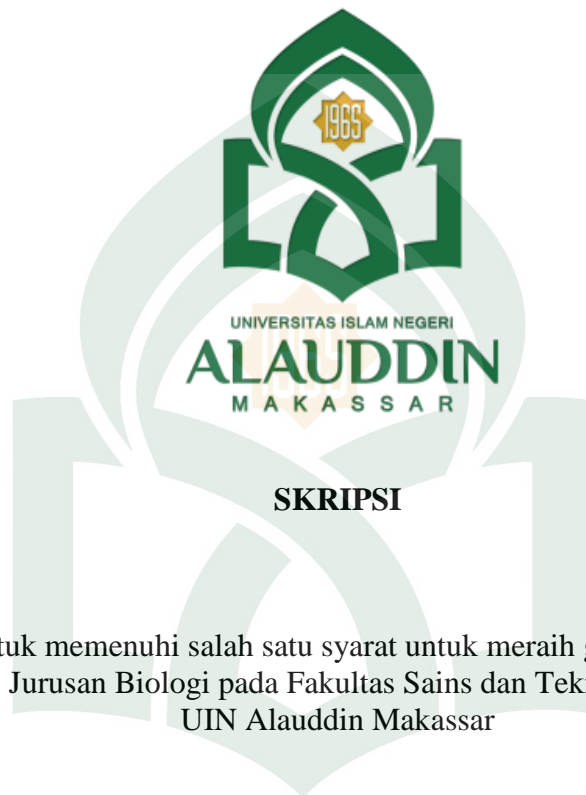 1965
UNIVERSITAS ISLAM NEGERI
ALAUDDIN
MAKASSAR
SKRIPSI
memenuhi salah satu syarat untuk meraih
Jurusan Biologi pada Fakultas Sains dan
UIN Alauddin Makassar